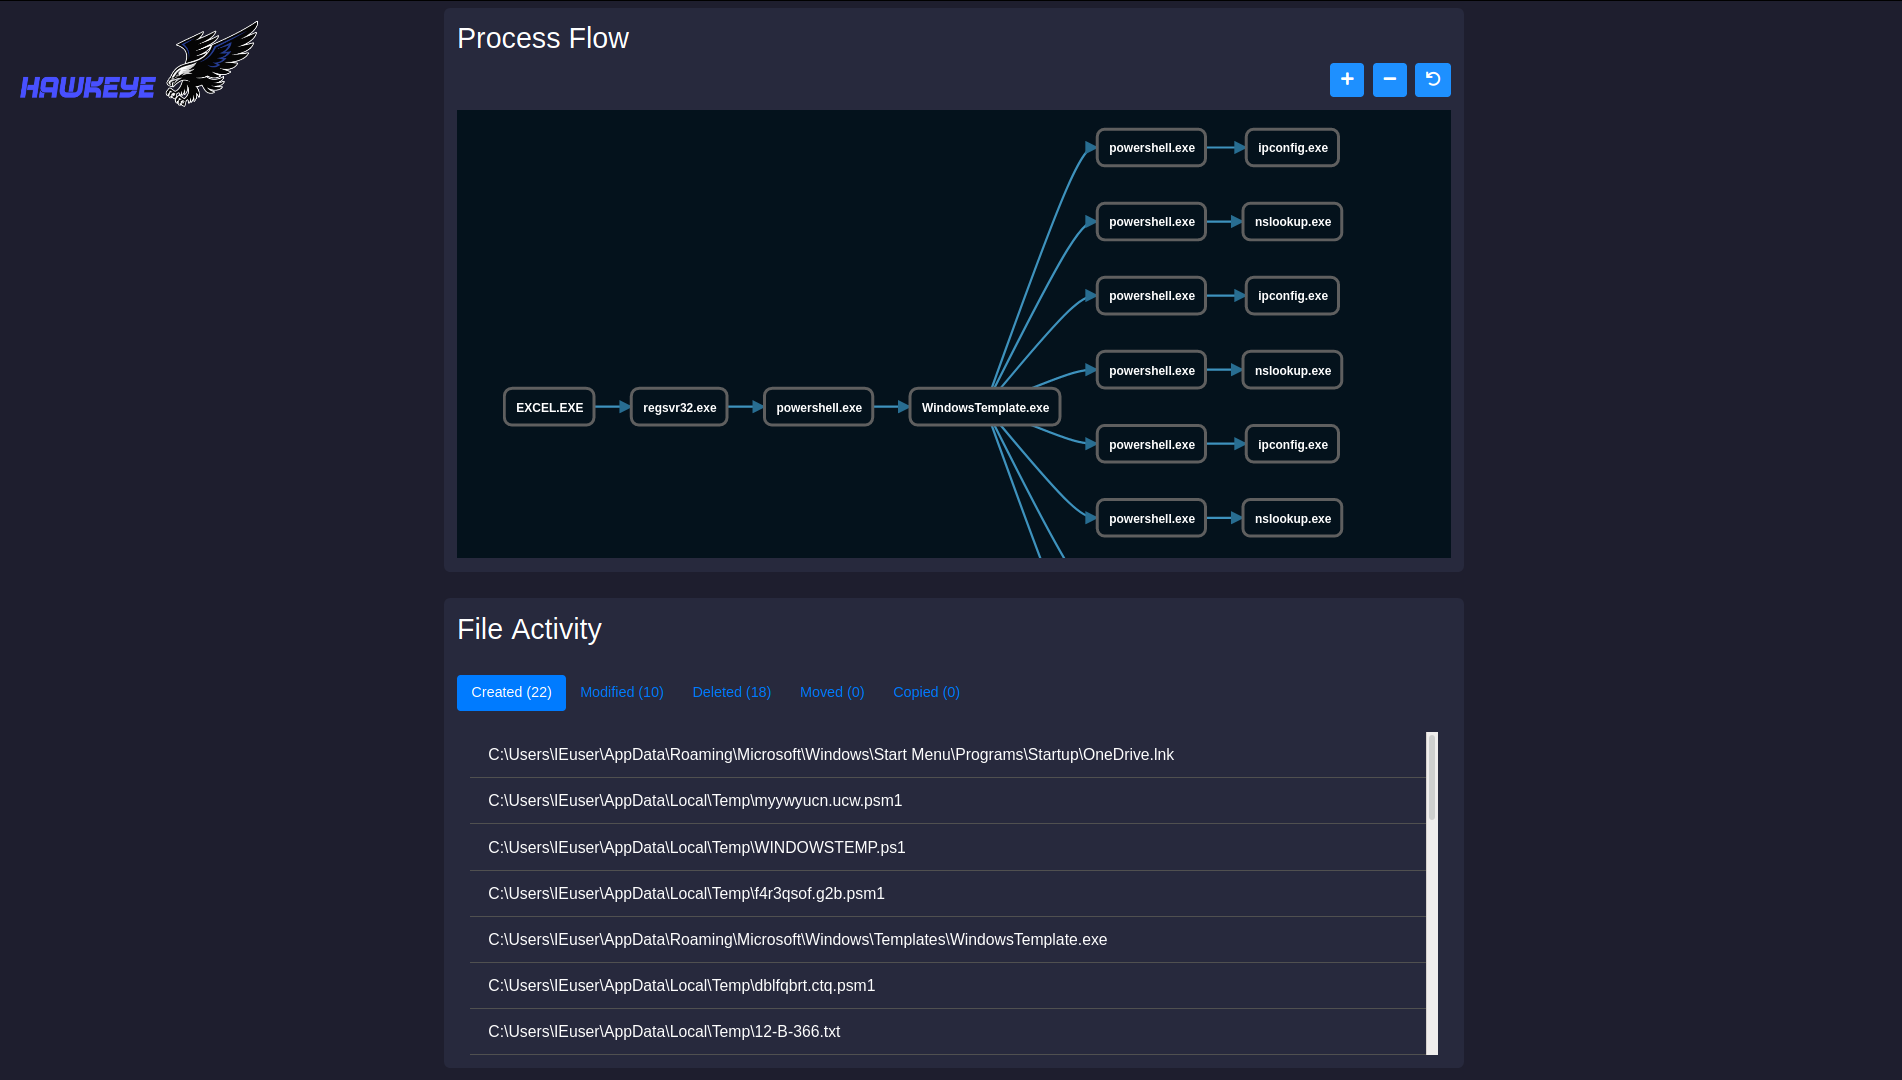 HAWKEYE
Process Flow
powershell.exe ipconfig.exe
powershell.exe nslookup.exe
powershell.exe ipconfig.exe
powershell.exe nslookup.exe
EXCEL.EXE regsvr32.exe powershell.exe WindowsTemplate.exe
powershell.exe ipconfig.exe
powershell.exe nslookup.exe
File Activity
Created (22) Modified (10) Deleted (18) Moved (0) Copied (0)
C:\Users\IEuser\AppData\Roaming\Microsoft\Windows\Start Menu\Programs\Startup\OneDrive.lnk
C:\Users\IEuser\AppData\Local\Temp\myywyucn.ucw.psm1
C:\Users\IEuser\AppData\Local\Temp\WINDOWSTEMP.ps1
C:\Users\IEuser\AppData\Local\Temp\f4r3qsof.g2b.psm1
C:\Users\IEuser\AppData\Roaming\Microsoft\Windows\Templates\WindowsTemplate.exe
C:\Users\IEuser\AppData\Local\Temp\dblfqbrt.ctq.psm1
C:\Users\IEuser\AppData\Local\Temp\12-B-366.txt